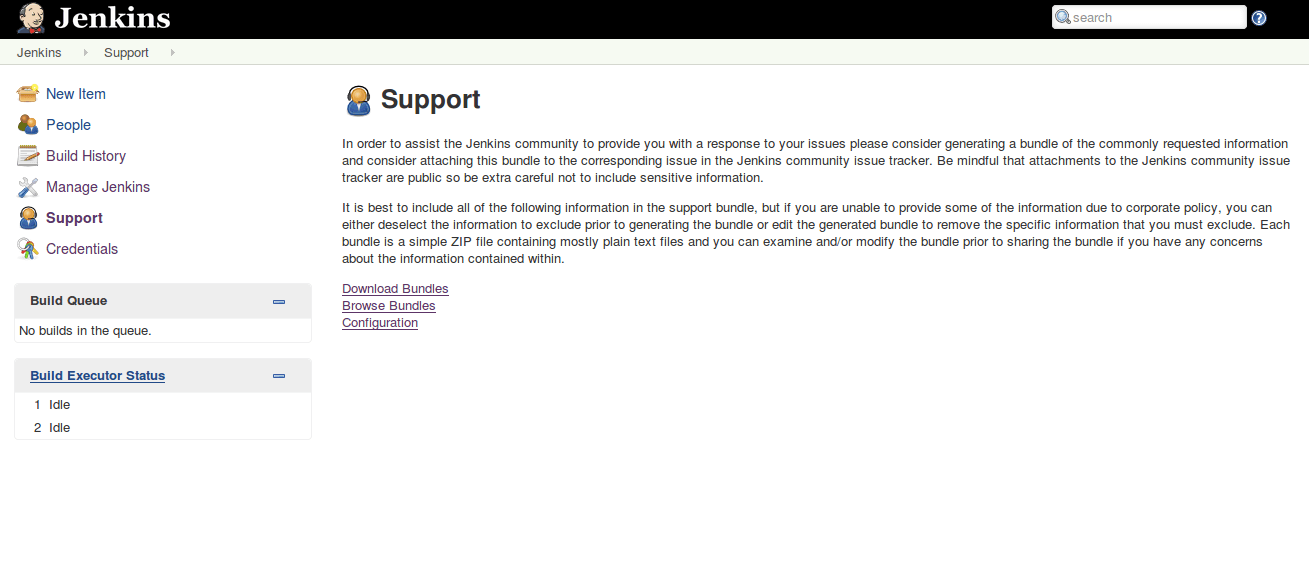 Jenkins
search
?
Jenkins
Support
New Item
People
Build History
Manage Jenkins
Support
Credentials
Build Queue
No builds in the queue.
Build Executor Status
1 Idle
2 Idle
Support
In order to assist the Jenkins community to provide you with a response to your issues please consider generating a bundle of the commonly requested information
and consider attaching this bundle to the corresponding issue in the Jenkins community issue tracker. Be mindful that attachments to the Jenkins community issue
tracker are public so be extra careful not to include sensitive information.
It is best to include all of the following information in the support bundle, but if you are unable to provide some of the information due to corporate policy, you can
either deselect the information to exclude prior to generating the bundle or edit the generated bundle to remove the specific information that you must exclude. Each
bundle is a simple ZIP file containing mostly plain text files and you can examine and/or modify the bundle prior to sharing the bundle if you have any concerns
about the information contained within.
Download Bundles
Browse Bundles
Configuration